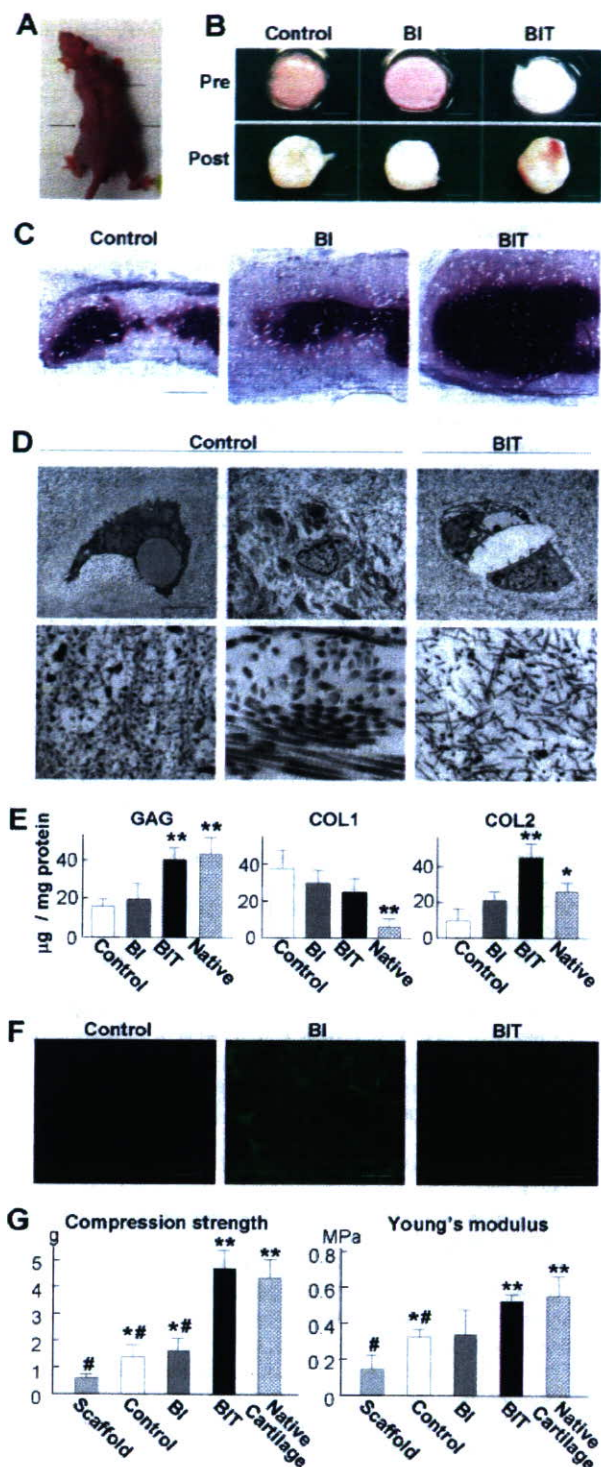 A
B
Control BI BIT
Pre
Post
C
Control BI BIT
D
Control BIT
E
GAG COL1 COL2
µg / mg protein
** **
**
**
*
40
20
0
40
20
0
40
20
0
Control BI BIT Native
Control BI BIT Native
Control BI BIT Native
F
Control BI BIT
G
Compression strength Young's modulus
g
MPa
5
4
3
2
1
0
# *# *# ** **
0.8
0.6
0.4
0.2
0
# *# ** **
Scaffold Control BI BIT Native Cartilage
Scaffold Control BI BIT Native Cartilage